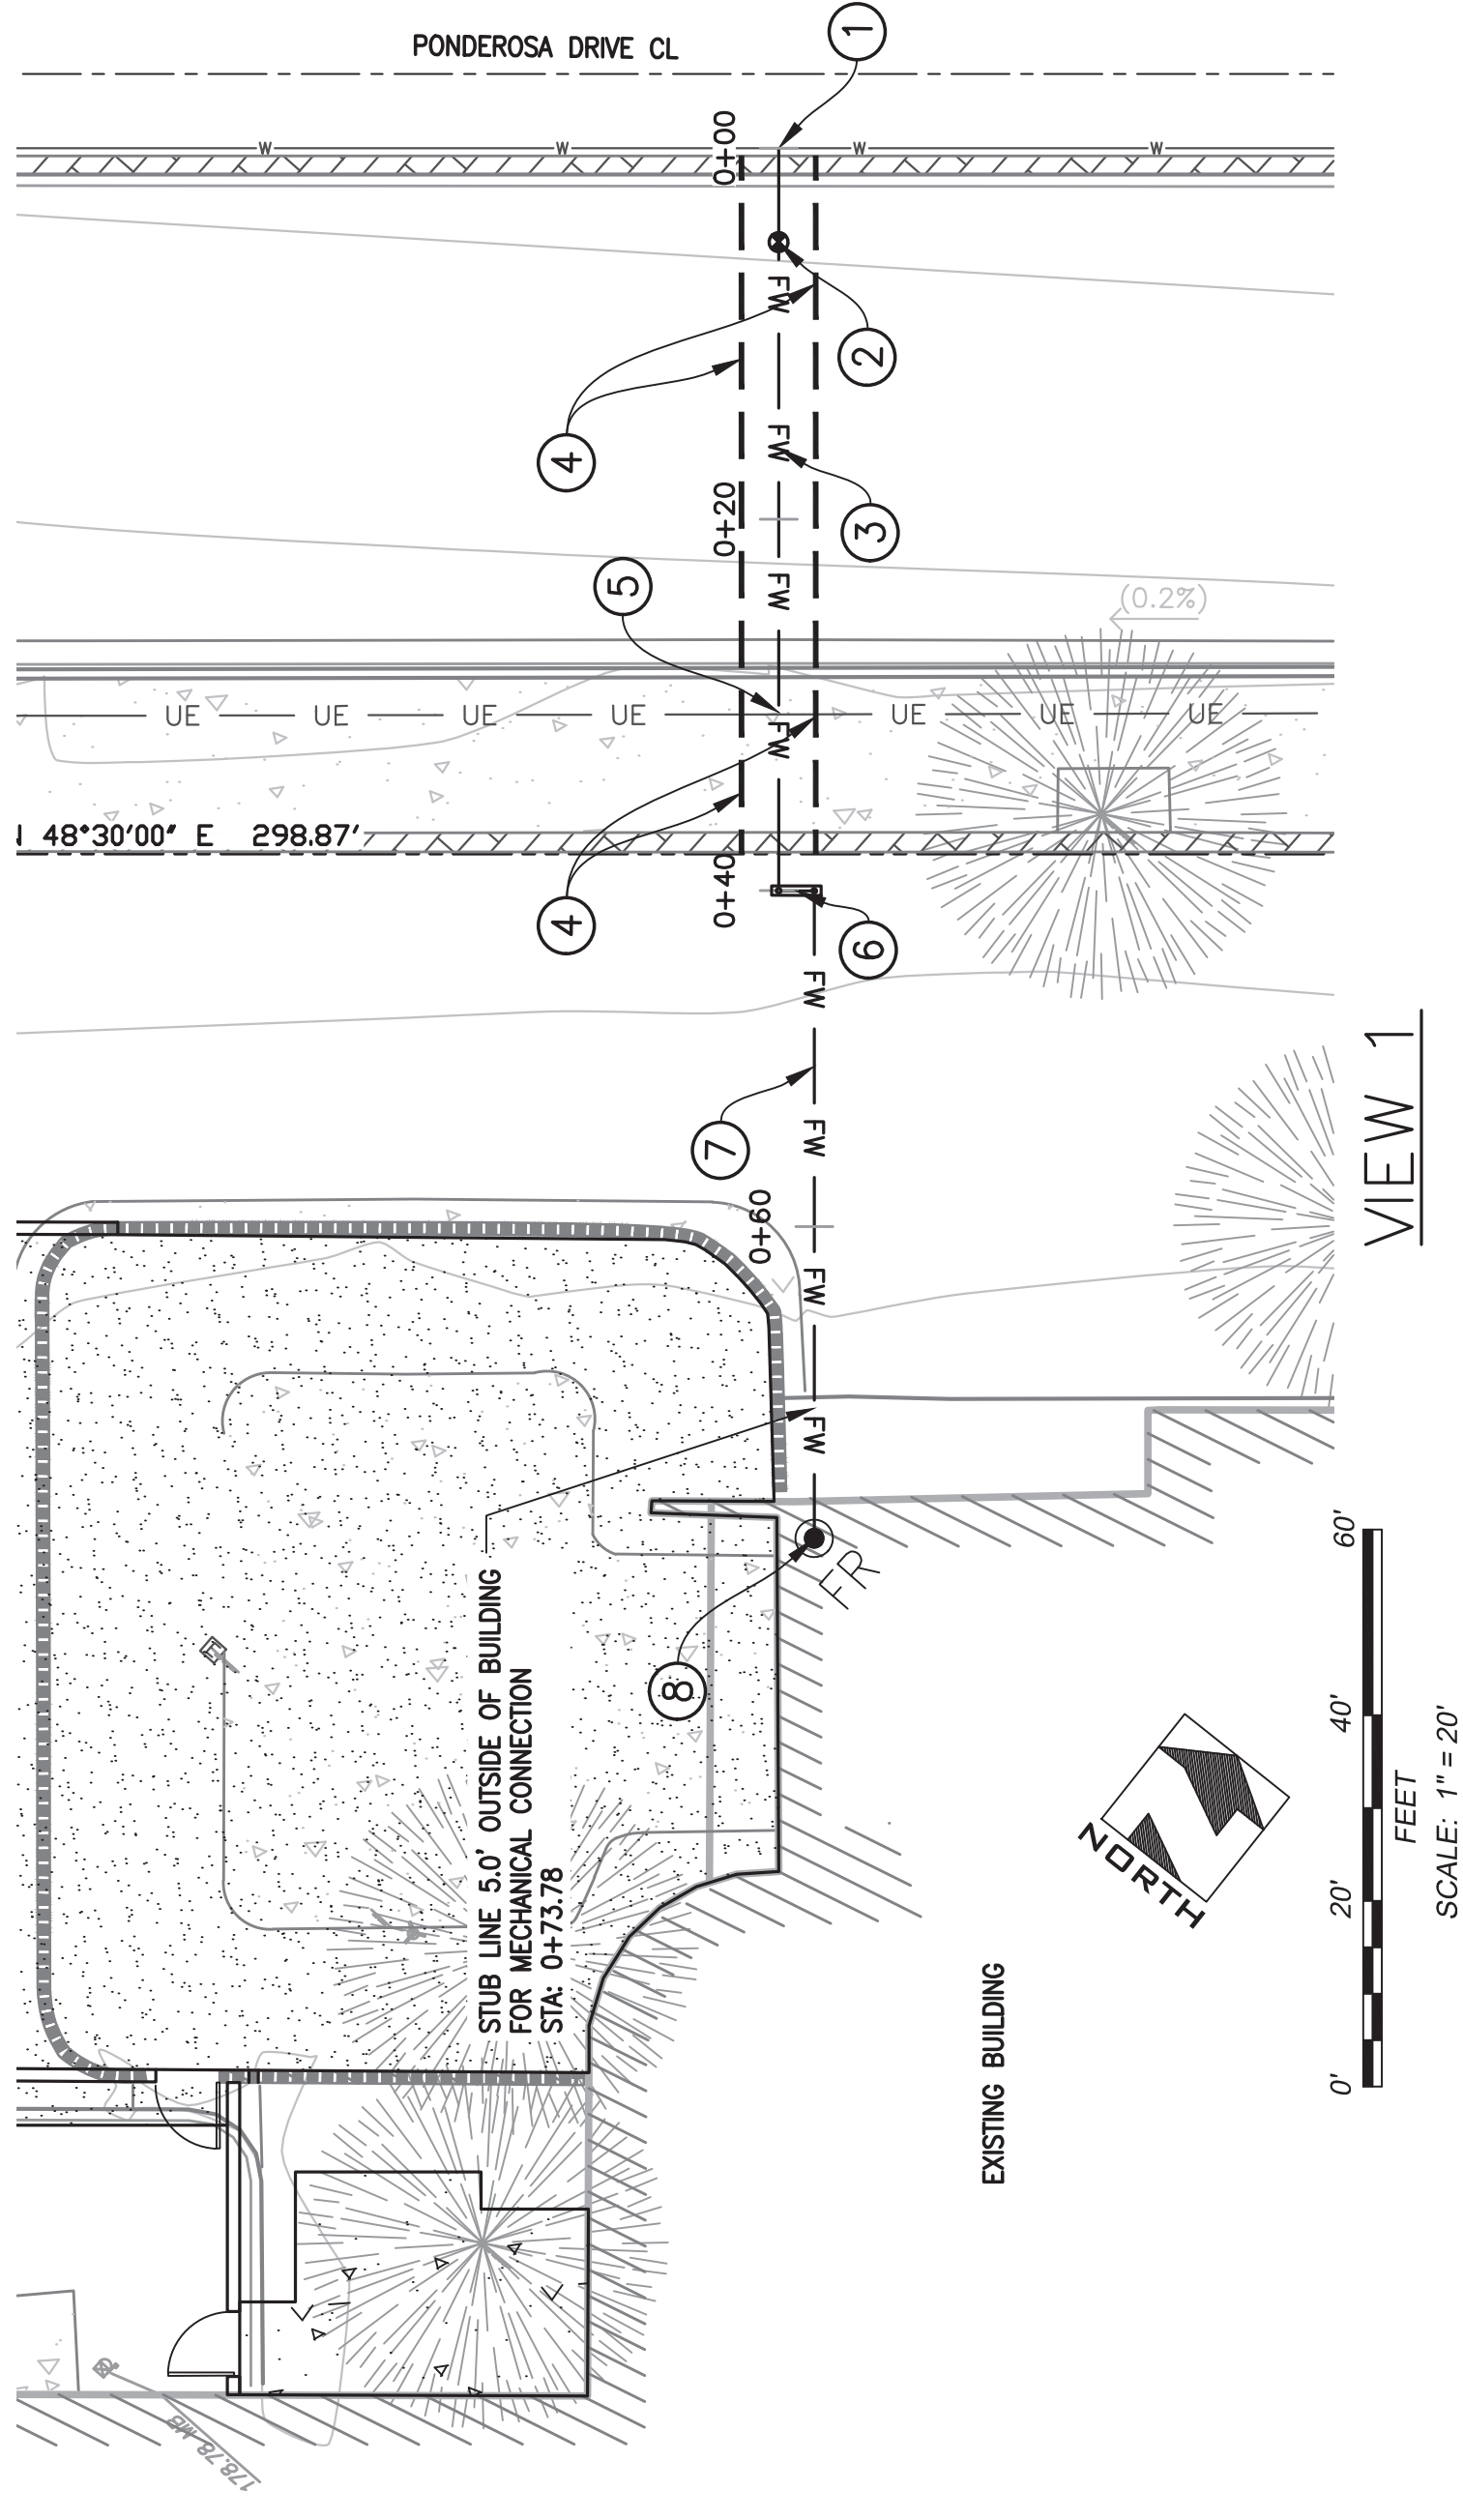 PONDEROSA DRIVE CL
1
W W W W
0+00
FW
2
4
FW
3
0+20
5
FW
(0.2%)
UE UE UE UE UE UE UE
FW
48°30'00" E 298.87'
0+40
4
6
FW
7
FW
VIEW 1
0+60
FW
FW
8
FR
STUB LINE 5.0' OUTSIDE OF BUILDING
FOR MECHANICAL CONNECTION
STA: 0+73.78
EXISTING BUILDING
NORTH
0' 20' 40' 60'
FEET
SCALE: 1" = 20'
178.78 MB